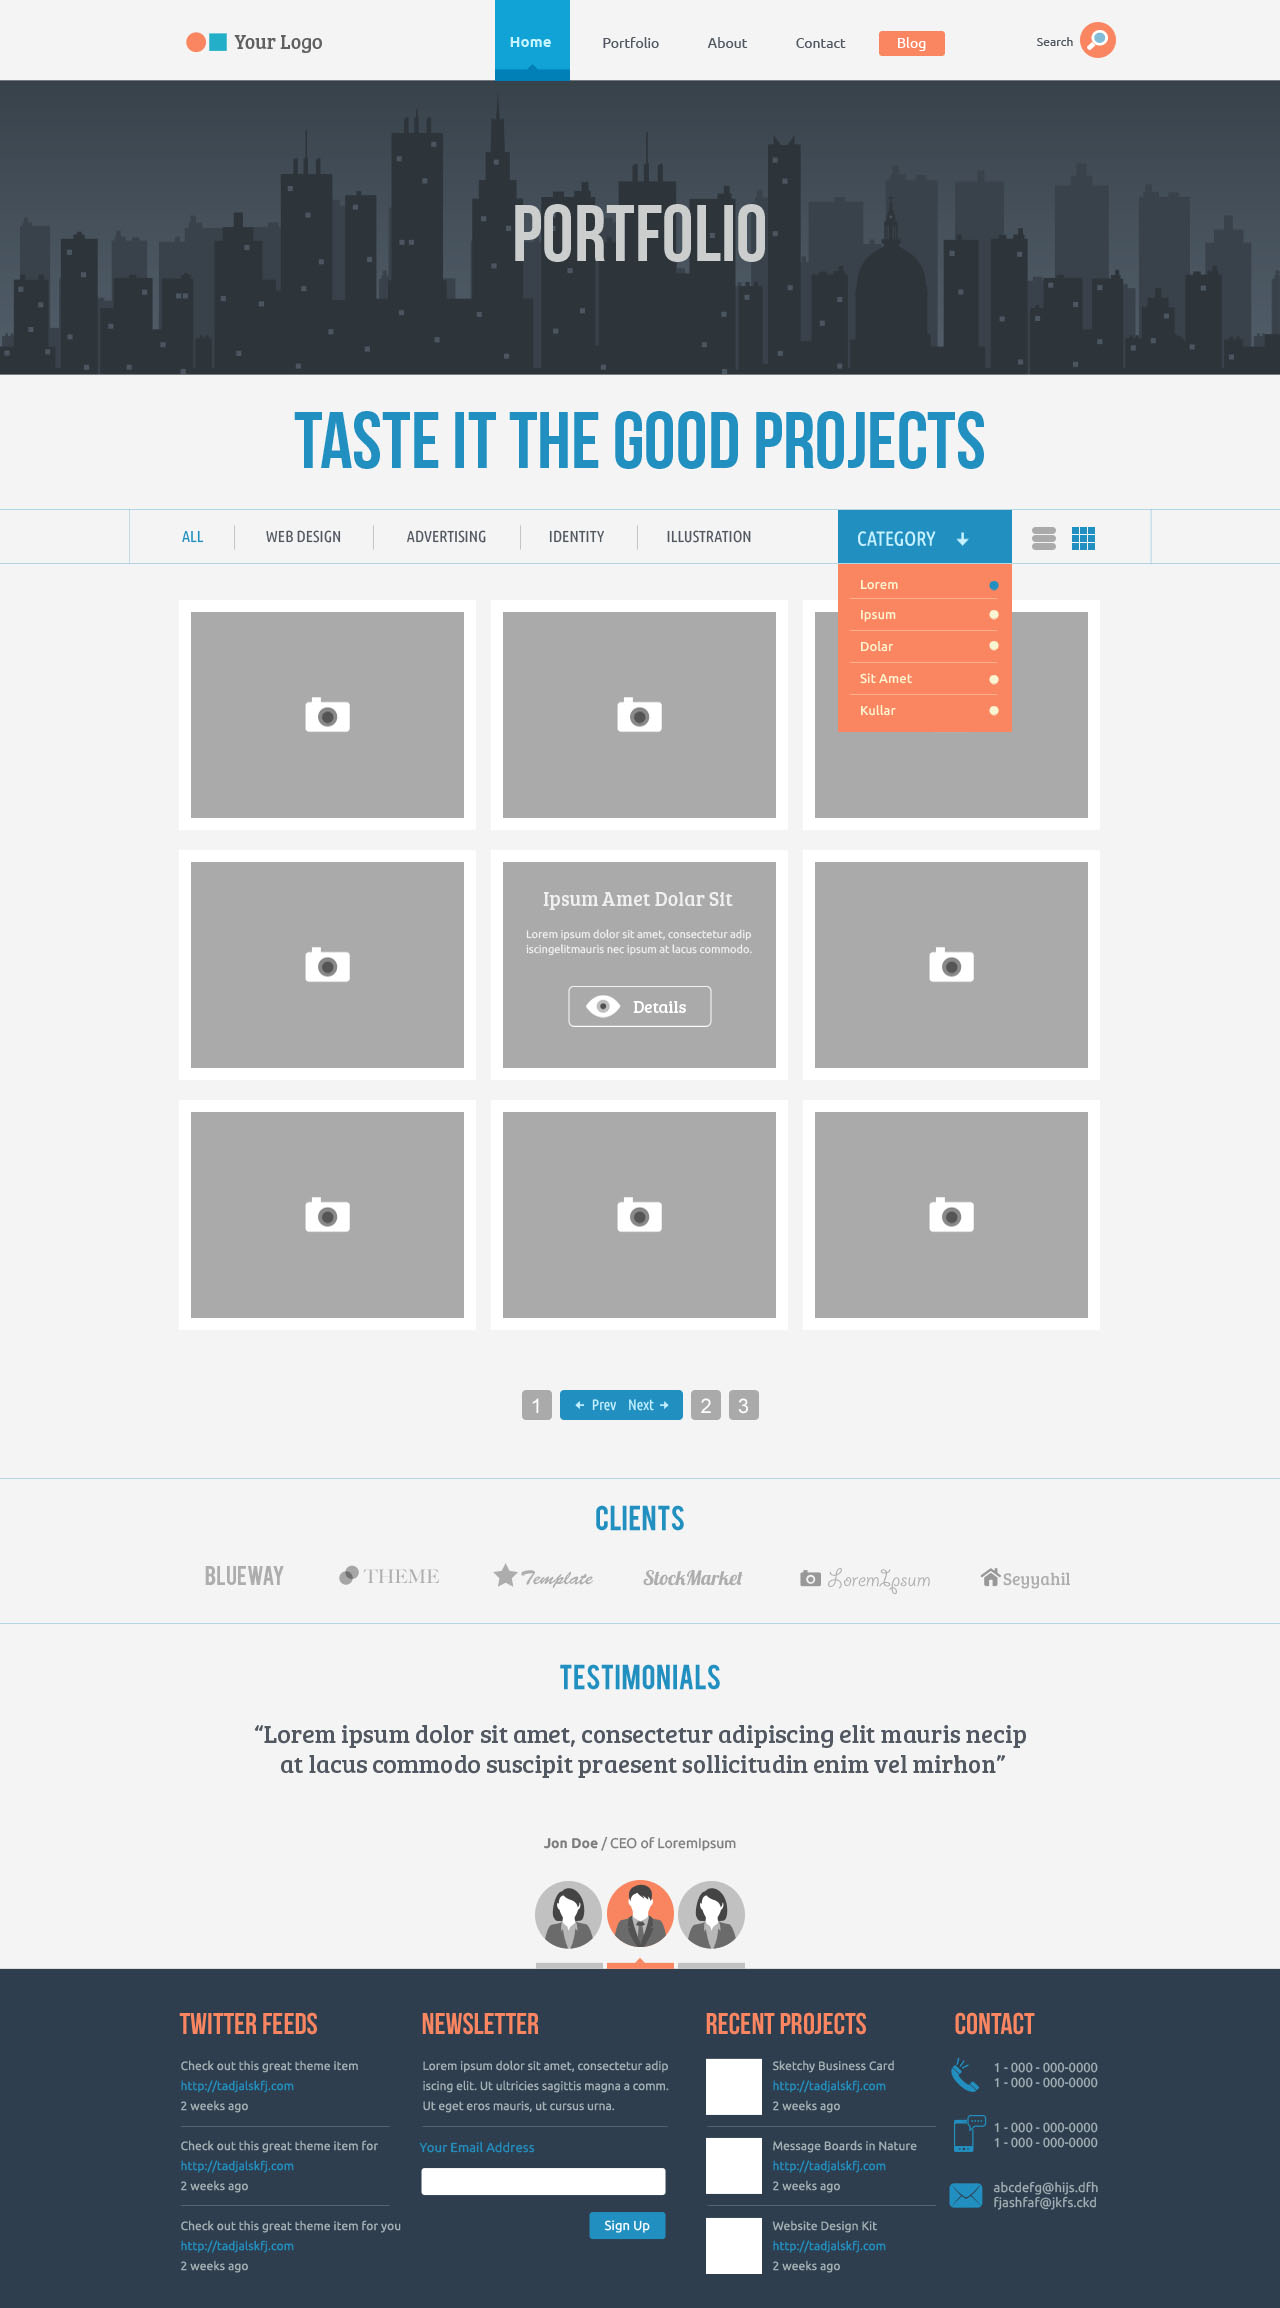 Your Logo
Home
Portfolio
About
Contact
Blog
Search
PORTFOLIO
TASTE IT THE GOOD PROJECTS
ALL
WEB DESIGN
ADVERTISING
IDENTITY
ILLUSTRATION
CATEGORY
Lorem
Ipsum
Dolar
Sit Amet
Kullar
Ipsum Amet Dolar Sit
Lorem ipsum dolor sit amet, consectetur adip
iscingelitmauris nec ipsum at lacus commodo.
Details
1
Prev
Next
2
3
CLIENTS
BLUEWAY
THEME
Template
StockMarket
LoremIpsum
Seyyahil
TESTIMONIALS
“Lorem ipsum dolor sit amet, consectetur adipiscing elit mauris necip
at lacus commodo suscipit praesent sollicitudin enim vel mirhon”
Jon Doe / CEO of LoremIpsum
TWITTER FEEDS
Check out this great theme item
http://tadjalskfj.com
2 weeks ago
Check out this great theme item for
http://tadjalskfj.com
2 weeks ago
Check out this great theme item for you
http://tadjalskfj.com
2 weeks ago
NEWSLETTER
Lorem ipsum dolor sit amet, consectetur adip
iscing elit. Ut ultricies sagittis magna a comm.
Ut eget eros mauris, ut cursus urna.
Your Email Address
Sign Up
RECENT PROJECTS
Sketchy Business Card
http://tadjalskfj.com
2 weeks ago
Message Boards in Nature
http://tadjalskfj.com
2 weeks ago
Website Design Kit
http://tadjalskfj.com
2 weeks ago
CONTACT
1 - 000 - 000-0000
1 - 000 - 000-0000
1 - 000 - 000-0000
1 - 000 - 000-0000
abcdefg@hijs.dfh
fjashfaf@jkfs.ckd